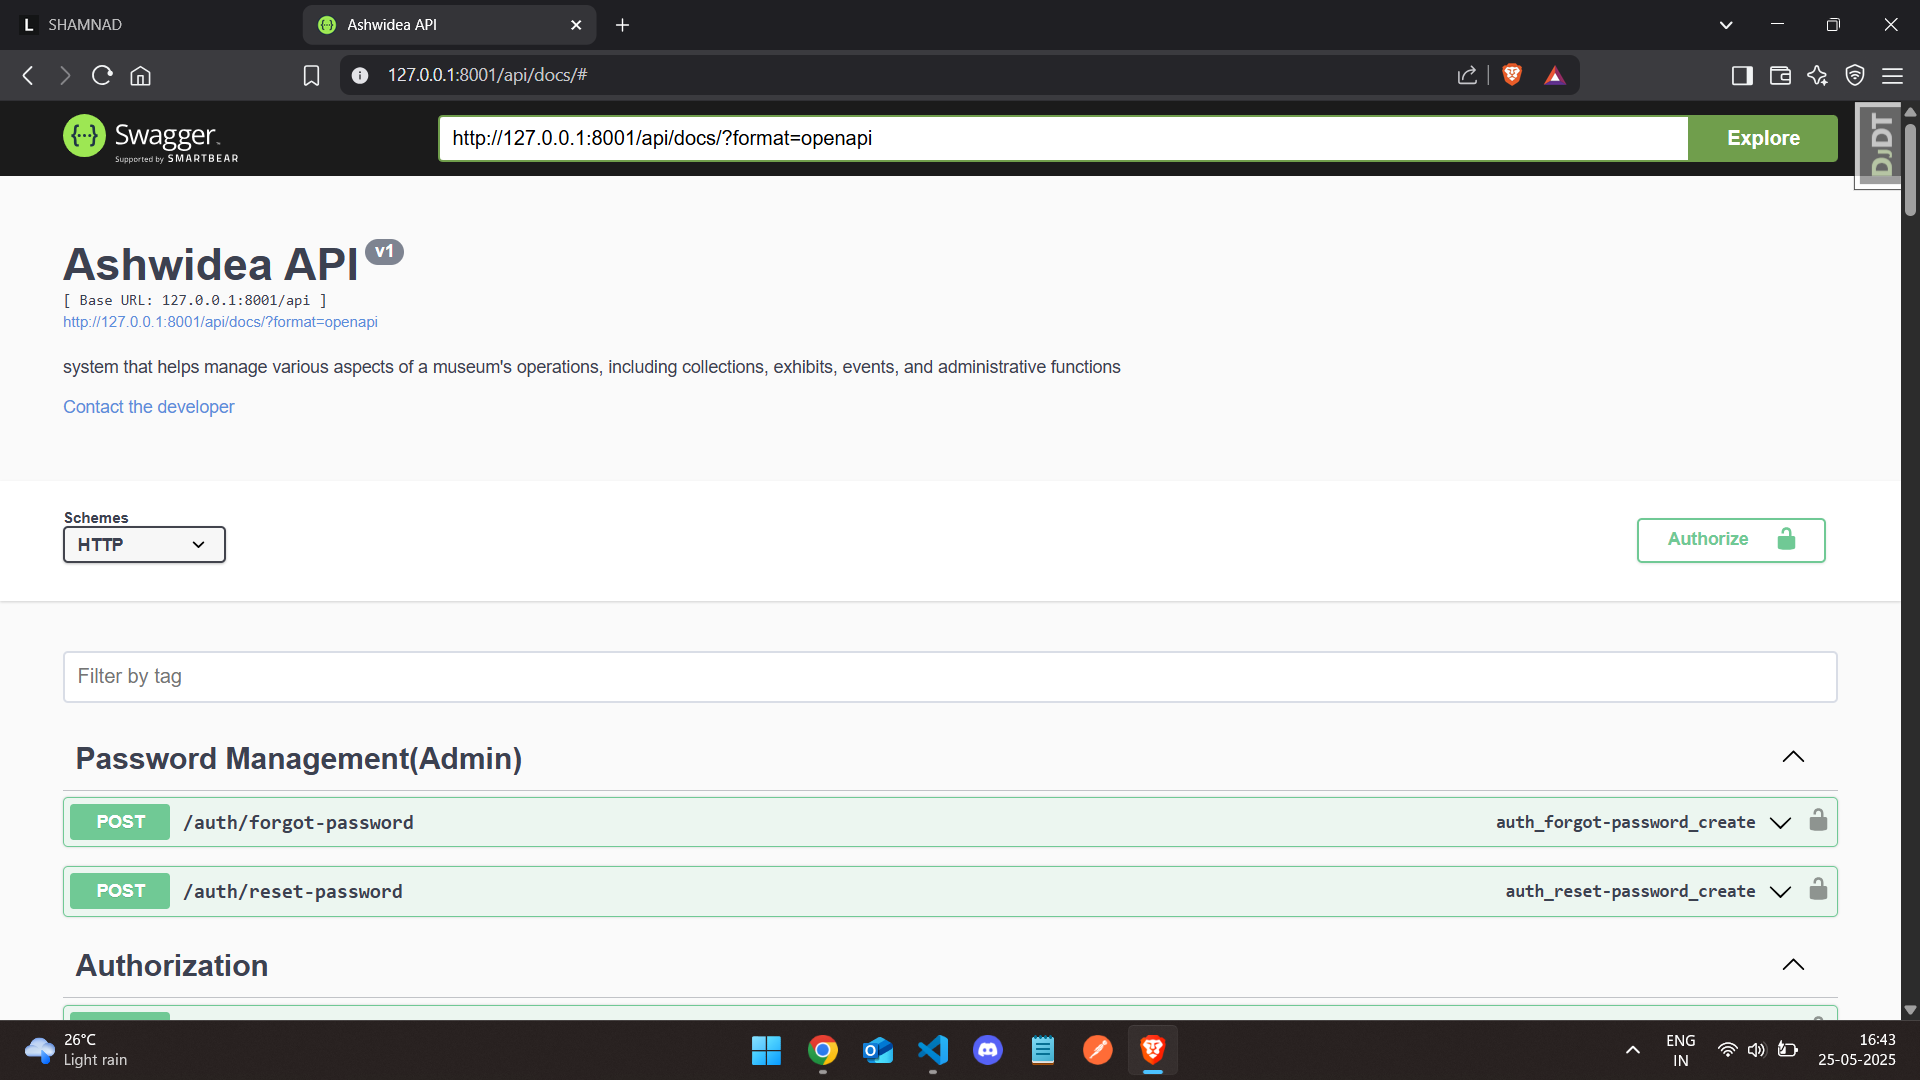 L SHAMNAD
Ashwidea API
127.0.0.1:8001/api/docs/#
Swagger.
Supported by SMARTBEAR
http://127.0.0.1:8001/api/docs/?format=openapi
Explore
DJDT
Ashwidea API v1
[ Base URL: 127.0.0.1:8001/api ]
http://127.0.0.1:8001/api/docs/?format=openapi
system that helps manage various aspects of a museum's operations, including collections, exhibits, events, and administrative functions
Contact the developer
Schemes
HTTP
Authorize
Filter by tag
Password Management(Admin)
POST /auth/forgot-password auth_forgot-password_create
POST /auth/reset-password auth_reset-password_create
Authorization
26°C
Light rain
ENG
IN
16:43
25-05-2025